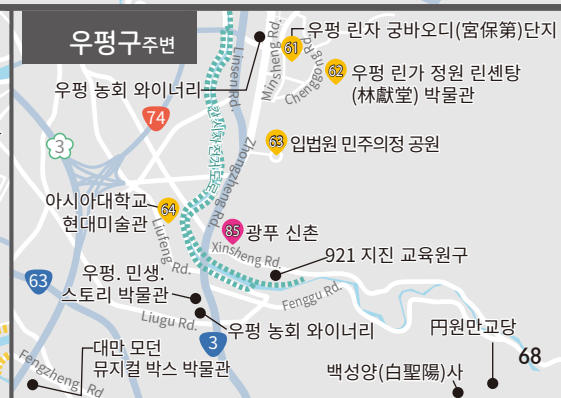 우펑구주변
우펑 린자 궁바오디(宮保第)단지
61
Minsheng Rd.
Linsen Rd.
Chenggong Rd.
62
우펑 린가 정원 린셴탕
(林獻堂) 박물관
우펑 농회 와이너리
74
3
63
입법원 민주의정 공원
Zhongzheng Rd.
아시아대학교
현대미술관
64
85
광푸 신촌
Liufeng Rd.
Xinsheng Rd.
921 지진 교육원구
우펑. 민생.
스토리 박물관
63
Fenggu Rd.
Liugu Rd.
우펑 농회 와이너리
3
円원만교당
68
대만 모던
뮤지컬 박스 박물관
Fengzheng. Rd
백성양(白聖陽)사